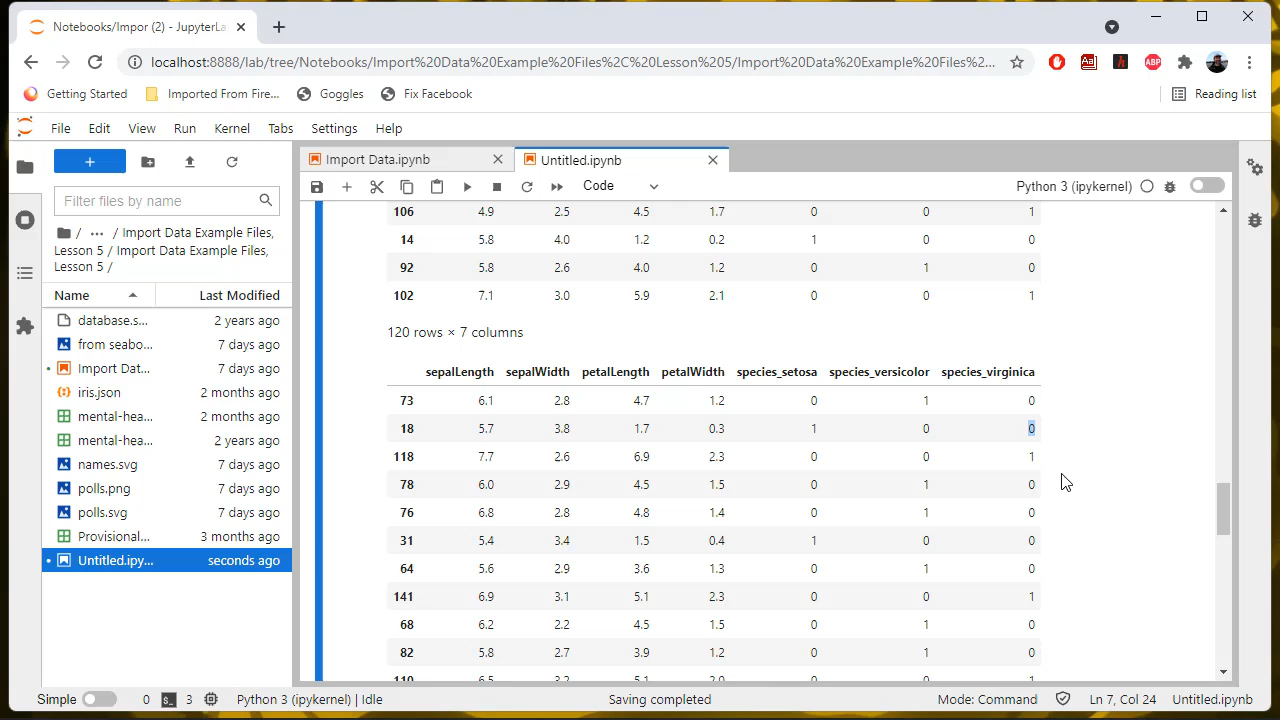 Notebooks/Impor (2) - JupyterLa
localhost:8888/lab/tree/Notebooks/Import%20Data%20Example%20Files%2C%20Lesson%205/Import%20Data%20Example%20Files%...
Getting Started Imported From Fire... Goggles Fix Facebook Reading list
File Edit View Run Kernel Tabs Settings Help
Import Data.ipynb Untitled.ipynb
Code Python 3 (ipykernel)
Filter files by name
/ ... / Import Data Example Files,
Lesson 5 / Import Data Example Files,
Lesson 5 /
Name Last Modified
database.s... 2 years ago
from seabo... 7 days ago
Import Dat... 7 days ago
iris.json 2 months ago
mental-hea... 2 months ago
mental-hea... 2 years ago
names.svg 7 days ago
polls.png 7 days ago
polls.svg 7 days ago
Provisional... 3 months ago
Untitled.ipy... seconds ago
106 4.9 2.5 4.5 1.7 0 0 1
14 5.8 4.0 1.2 0.2 1 0 0
92 5.8 2.6 4.0 1.2 0 1 0
102 7.1 3.0 5.9 2.1 0 0 1
120 rows × 7 columns
sepalLength sepalWidth petalLength petalWidth species_setosa species_versicolor species_virginica
73 6.1 2.8 4.7 1.2 0 1 0
18 5.7 3.8 1.7 0.3 1 0 0
118 7.7 2.6 6.9 2.3 0 0 1
78 6.0 2.9 4.5 1.5 0 1 0
76 6.8 2.8 4.8 1.4 0 1 0
31 5.4 3.4 1.5 0.4 1 0 0
64 5.6 2.9 3.6 1.3 0 1 0
141 6.9 3.1 5.1 2.3 0 0 1
68 6.2 2.2 4.5 1.5 0 1 0
82 5.8 2.7 3.9 1.2 0 1 0
110 6.5 3.2 5.1 2.0 0 0 1
Simple 0 3 Python 3 (ipykernel) | Idle Saving completed Mode: Command Ln 7, Col 24 Untitled.ipynb